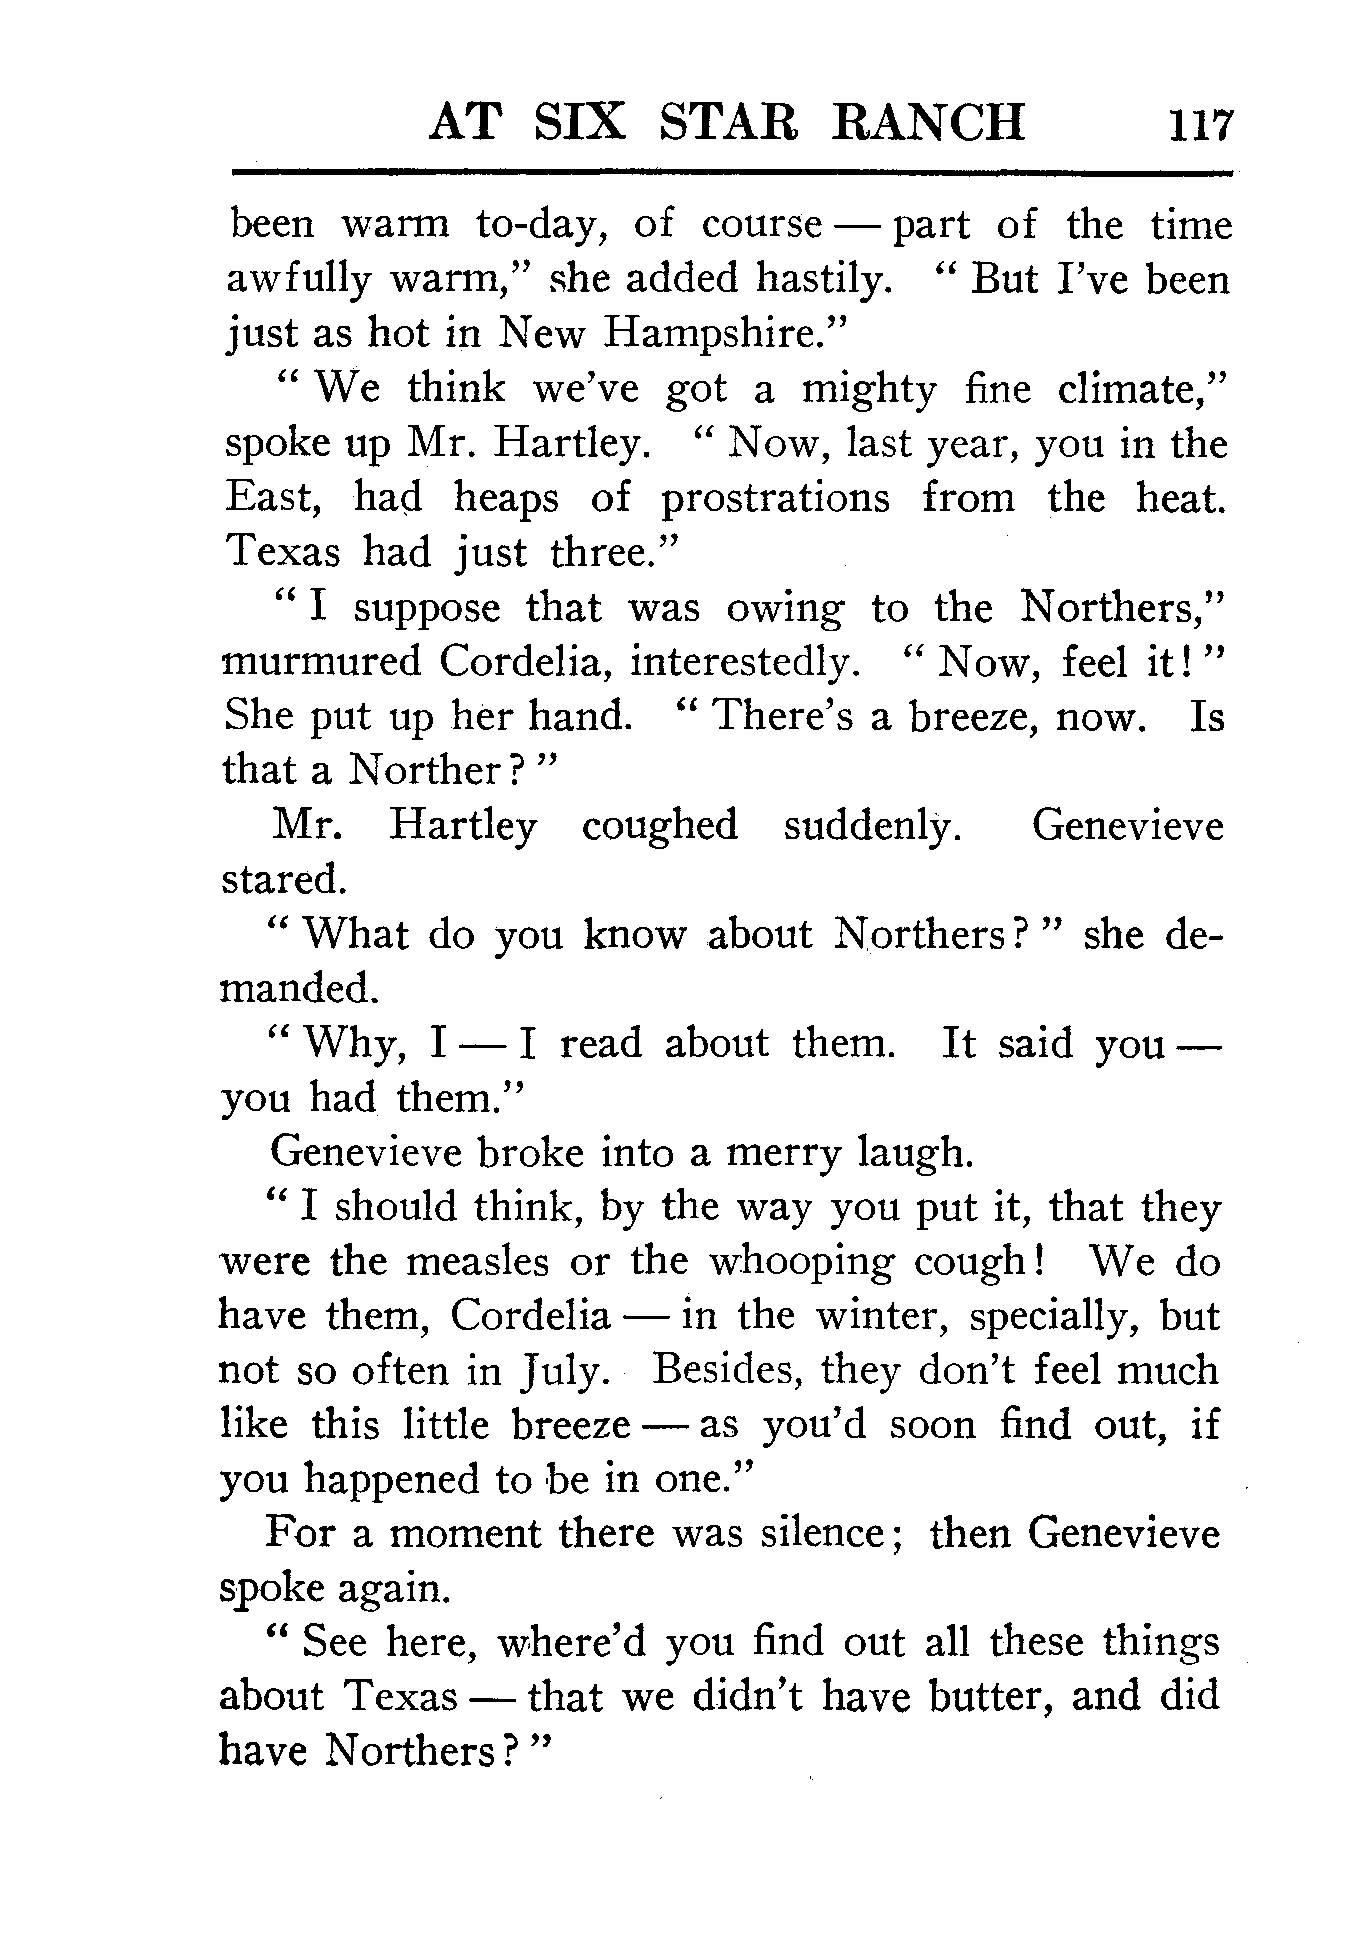 AT SIX STAR RANCH 117
been warm to-day, of course — part of the time
awfully warm,” she added hastily. “ But I’ve been
just as hot in New Hampshire.”
“ We think we’ve got a mighty fine climate,”
spoke up Mr. Hartley. “ Now, last year, you in the
East, had heaps of prostrations from the heat.
Texas had just three.”
“ I suppose that was owing to the Northers,”
murmured Cordelia, interestedly. “ Now, feel it! ”
She put up her hand. “ There’s a breeze, now. Is
that a Norther? ”
Mr. Hartley coughed suddenly. Genevieve
stared.
“ What do you know about Northers? ” she de-
manded.
“ Why, I — I read about them. It said you —
you had them.”
Genevieve broke into a merry laugh.
“ I should think, by the way you put it, that they
were the measles or the whooping cough! We do
have them, Cordelia — in the winter, specially, but
not so often in July. Besides, they don’t feel much
like this little breeze — as you’d soon find out, if
you happened to be in one.”
For a moment there was silence; then Genevieve
spoke again.
“ See here, where’d you find out all these things
about Texas — that we didn’t have butter, and did
have Northers? ”